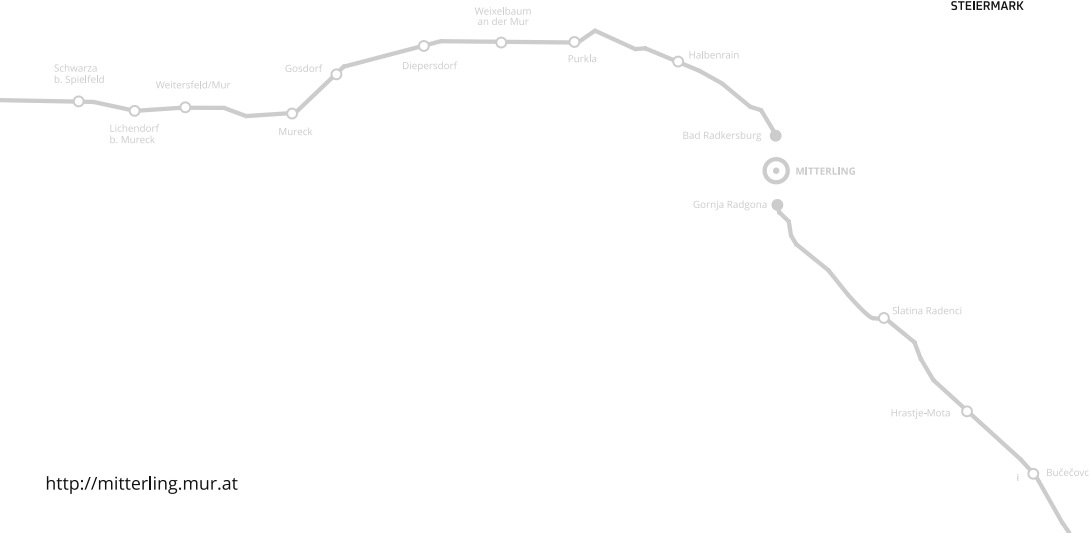 STEIERMARK
Weixelbaum
an der Mur
Schwarza
b. Spielfeld
Weitersfeld/Mur
Gosdorf
Diepersdorf
Purkla
Halbenrain
Lichendorf
b. Mureck
Mureck
Bad Radkersburg
MITTERLING
Gornja Radgona
Slatina Radenci
Hrastje-Mota
Bučečovc
i
http://mitterling.mur.at